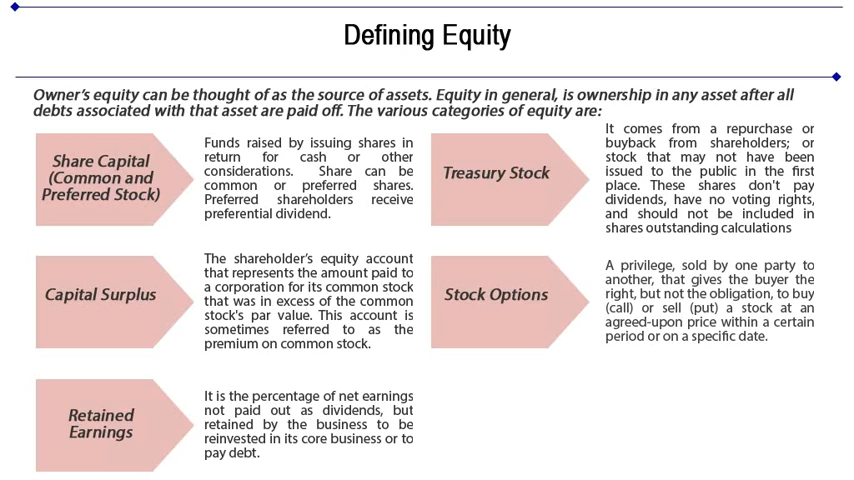 Defining Equity
Owner's equity can be thought of as the source of assets. Equity in general, is ownership in any asset after all
debts associated with that asset are paid off. The various categories of equity are:
Share Capital
(Common and
Preferred Stock)
Funds raised by issuing shares in
return for cash or other
considerations. Share can be
common or preferred shares.
Preferred shareholders receive
preferential dividend.
Capital Surplus
The shareholder's equity account
that represents the amount paid to
a corporation for its common stock
that was in excess of the common
stock's par value. This account is
sometimes referred to as the
premium on common stock.
Retained
Earnings
It is the percentage of net earnings
not paid out as dividends, but
retained by the business to be
reinvested in its core business or to
pay debt.
Treasury Stock
It comes from a repurchase or
buyback from shareholders; or
stock that may not have been
issued to the public in the first
place. These shares don't pay
dividends, have no voting rights,
and should not be included in
shares outstanding calculations
Stock Options
A privilege, sold by one party to
another, that gives the buyer the
right, but not the obligation, to buy
(call) or sell (put) a stock at an
agreed-upon price within a certain
period or on a specific date.